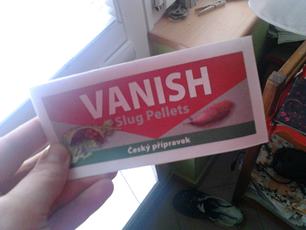 VANISH
Slug Pellets
Český přípravek